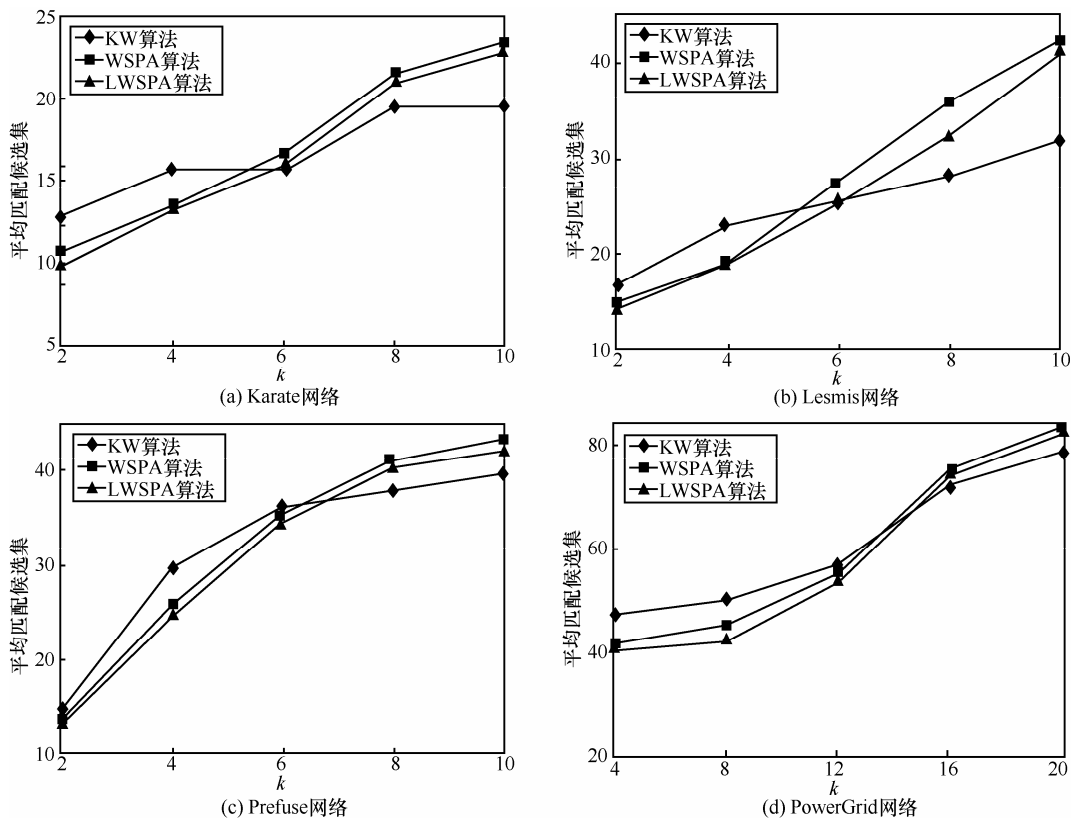 25
20
15
10
5
KW算法
WSPA算法
LWSPA算法
平均匹配候选集
2 4 6 8 10
k
(a) Karate网络
40
30
20
10
KW算法
WSPA算法
LWSPA算法
平均匹配候选集
2 4 6 8 10
k
(b) Lesmis网络
40
30
20
10
KW算法
WSPA算法
LWSPA算法
平均匹配候选集
2 4 6 8 10
k
(c) Prefuse网络
80
60
40
20
KW算法
WSPA算法
LWSPA算法
平均匹配候选集
4 8 12 16 20
k
(d) PowerGrid网络